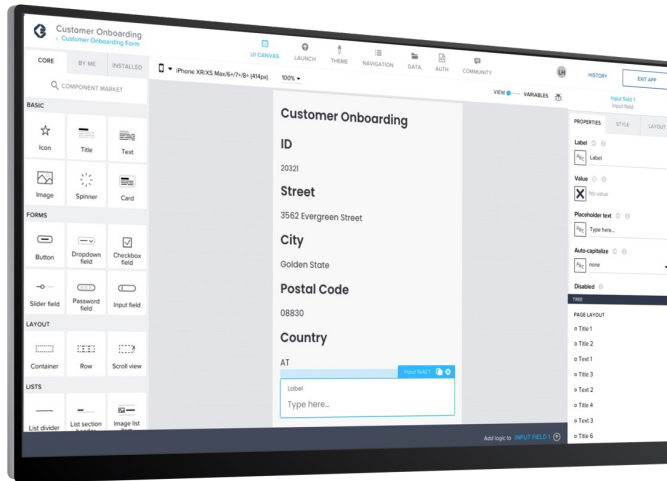 Customer Onboarding
Customer Onboarding Form
UI CANVAS
LAUNCH
THEME
NAVIGATION
DATA
AUTH
COMMUNITY
LH
HISTORY
EXIT APP
CORE
BY ME
INSTALLED
iPhone XR/XS Max/6+/7+/8+ (414px)
100%
VIEW
VARIABLES
COMPONENT MARKET
BASIC
Icon
Title
Text
Image
Spinner
Card
FORMS
Button
Dropdown field
Checkbox field
Slider field
Password field
Input field
LAYOUT
Container
Row
Scroll view
LISTS
List divider
List section header
Image list item
Customer Onboarding
ID
20321
Street
3562 Evergreen Street
City
Golden State
Postal Code
08830
Country
AT
Input field 1
Label
Type here...
Add logic to INPUT FIELD 1
Input field 1
Input field
PROPERTIES
STYLE
LAYOUT
Label
Label
Value
No value
Placeholder text
Type here...
Auto-capitalize
none
Disabled
TREE
PAGE LAYOUT
Title 1
Title 2
Text 1
Title 3
Text 2
Title 4
Text 3
Title 6